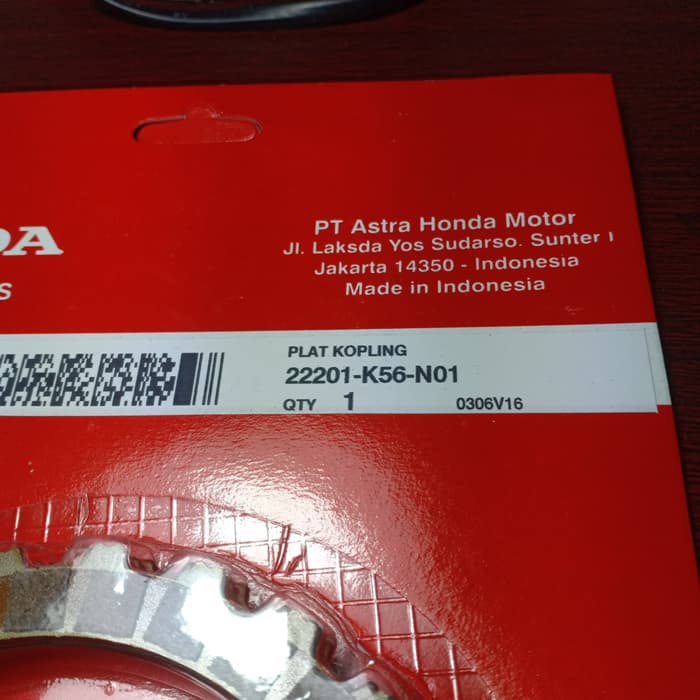 DA
S
PT Astra Honda Motor
Jl. Laksda Yos Sudarso. Sunter I
Jakarta 14350 - Indonesia
Made in Indonesia
PLAT KOPLING
22201-K56-N01
QTY 1 0306V16